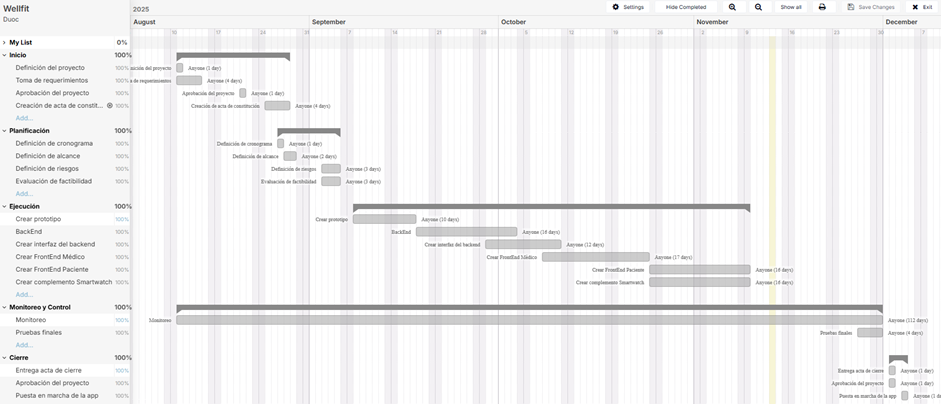 Wellfit
Duoc
2025
Settings
Hide Completed
Show all
Save Changes
Exit
August
September
October
November
December
10
17
24
31
7
14
21
28
5
12
19
26
2
9
16
23
30
7
My List 0%
Inicio 100%
Definición del proyecto 100%
Anyone (1 day)
Toma de requerimientos 100%
Anyone (4 days)
Aprobación del proyecto 100%
Aprobación del proyecto Anyone (1 day)
Creación de acta de constit... 100%
Creación de acta de constitución Anyone (4 days)
Add...
Planificación 100%
Definición de cronograma 100%
Definición de cronograma Anyone (1 day)
Definición de alcance 100%
Definición de alcance Anyone (2 days)
Definición de riesgos 100%
Definición de riesgos Anyone (3 days)
Evaluación de factibilidad 100%
Evaluación de factibilidad Anyone (3 days)
Add...
Ejecución 100%
Crear prototipo 100%
Crear prototipo Anyone (10 days)
BackEnd 100%
BackEnd Anyone (16 days)
Crear interfaz del backend 100%
Crear interfaz del backend Anyone (12 days)
Crear FrontEnd Médico 100%
Crear FrontEnd Médico Anyone (17 days)
Crear FrontEnd Paciente 100%
Crear FrontEnd Paciente Anyone (16 days)
Crear complemento Smartwatch 100%
Crear complemento Smartwatch Anyone (16 days)
Add...
Monitoreo y Control 100%
Monitoreo 100%
Monitoreo Anyone (112 days)
Pruebas finales 100%
Pruebas finales Anyone (4 days)
Add...
Cierre 100%
Entrega acta de cierre 100%
Entrega acta de cierre Anyone (1 day)
Aprobación del proyecto 100%
Aprobación del proyecto Anyone (1 day)
Puesta en marcha de la app 100%
Puesta en marcha de la app Anyone (1 d